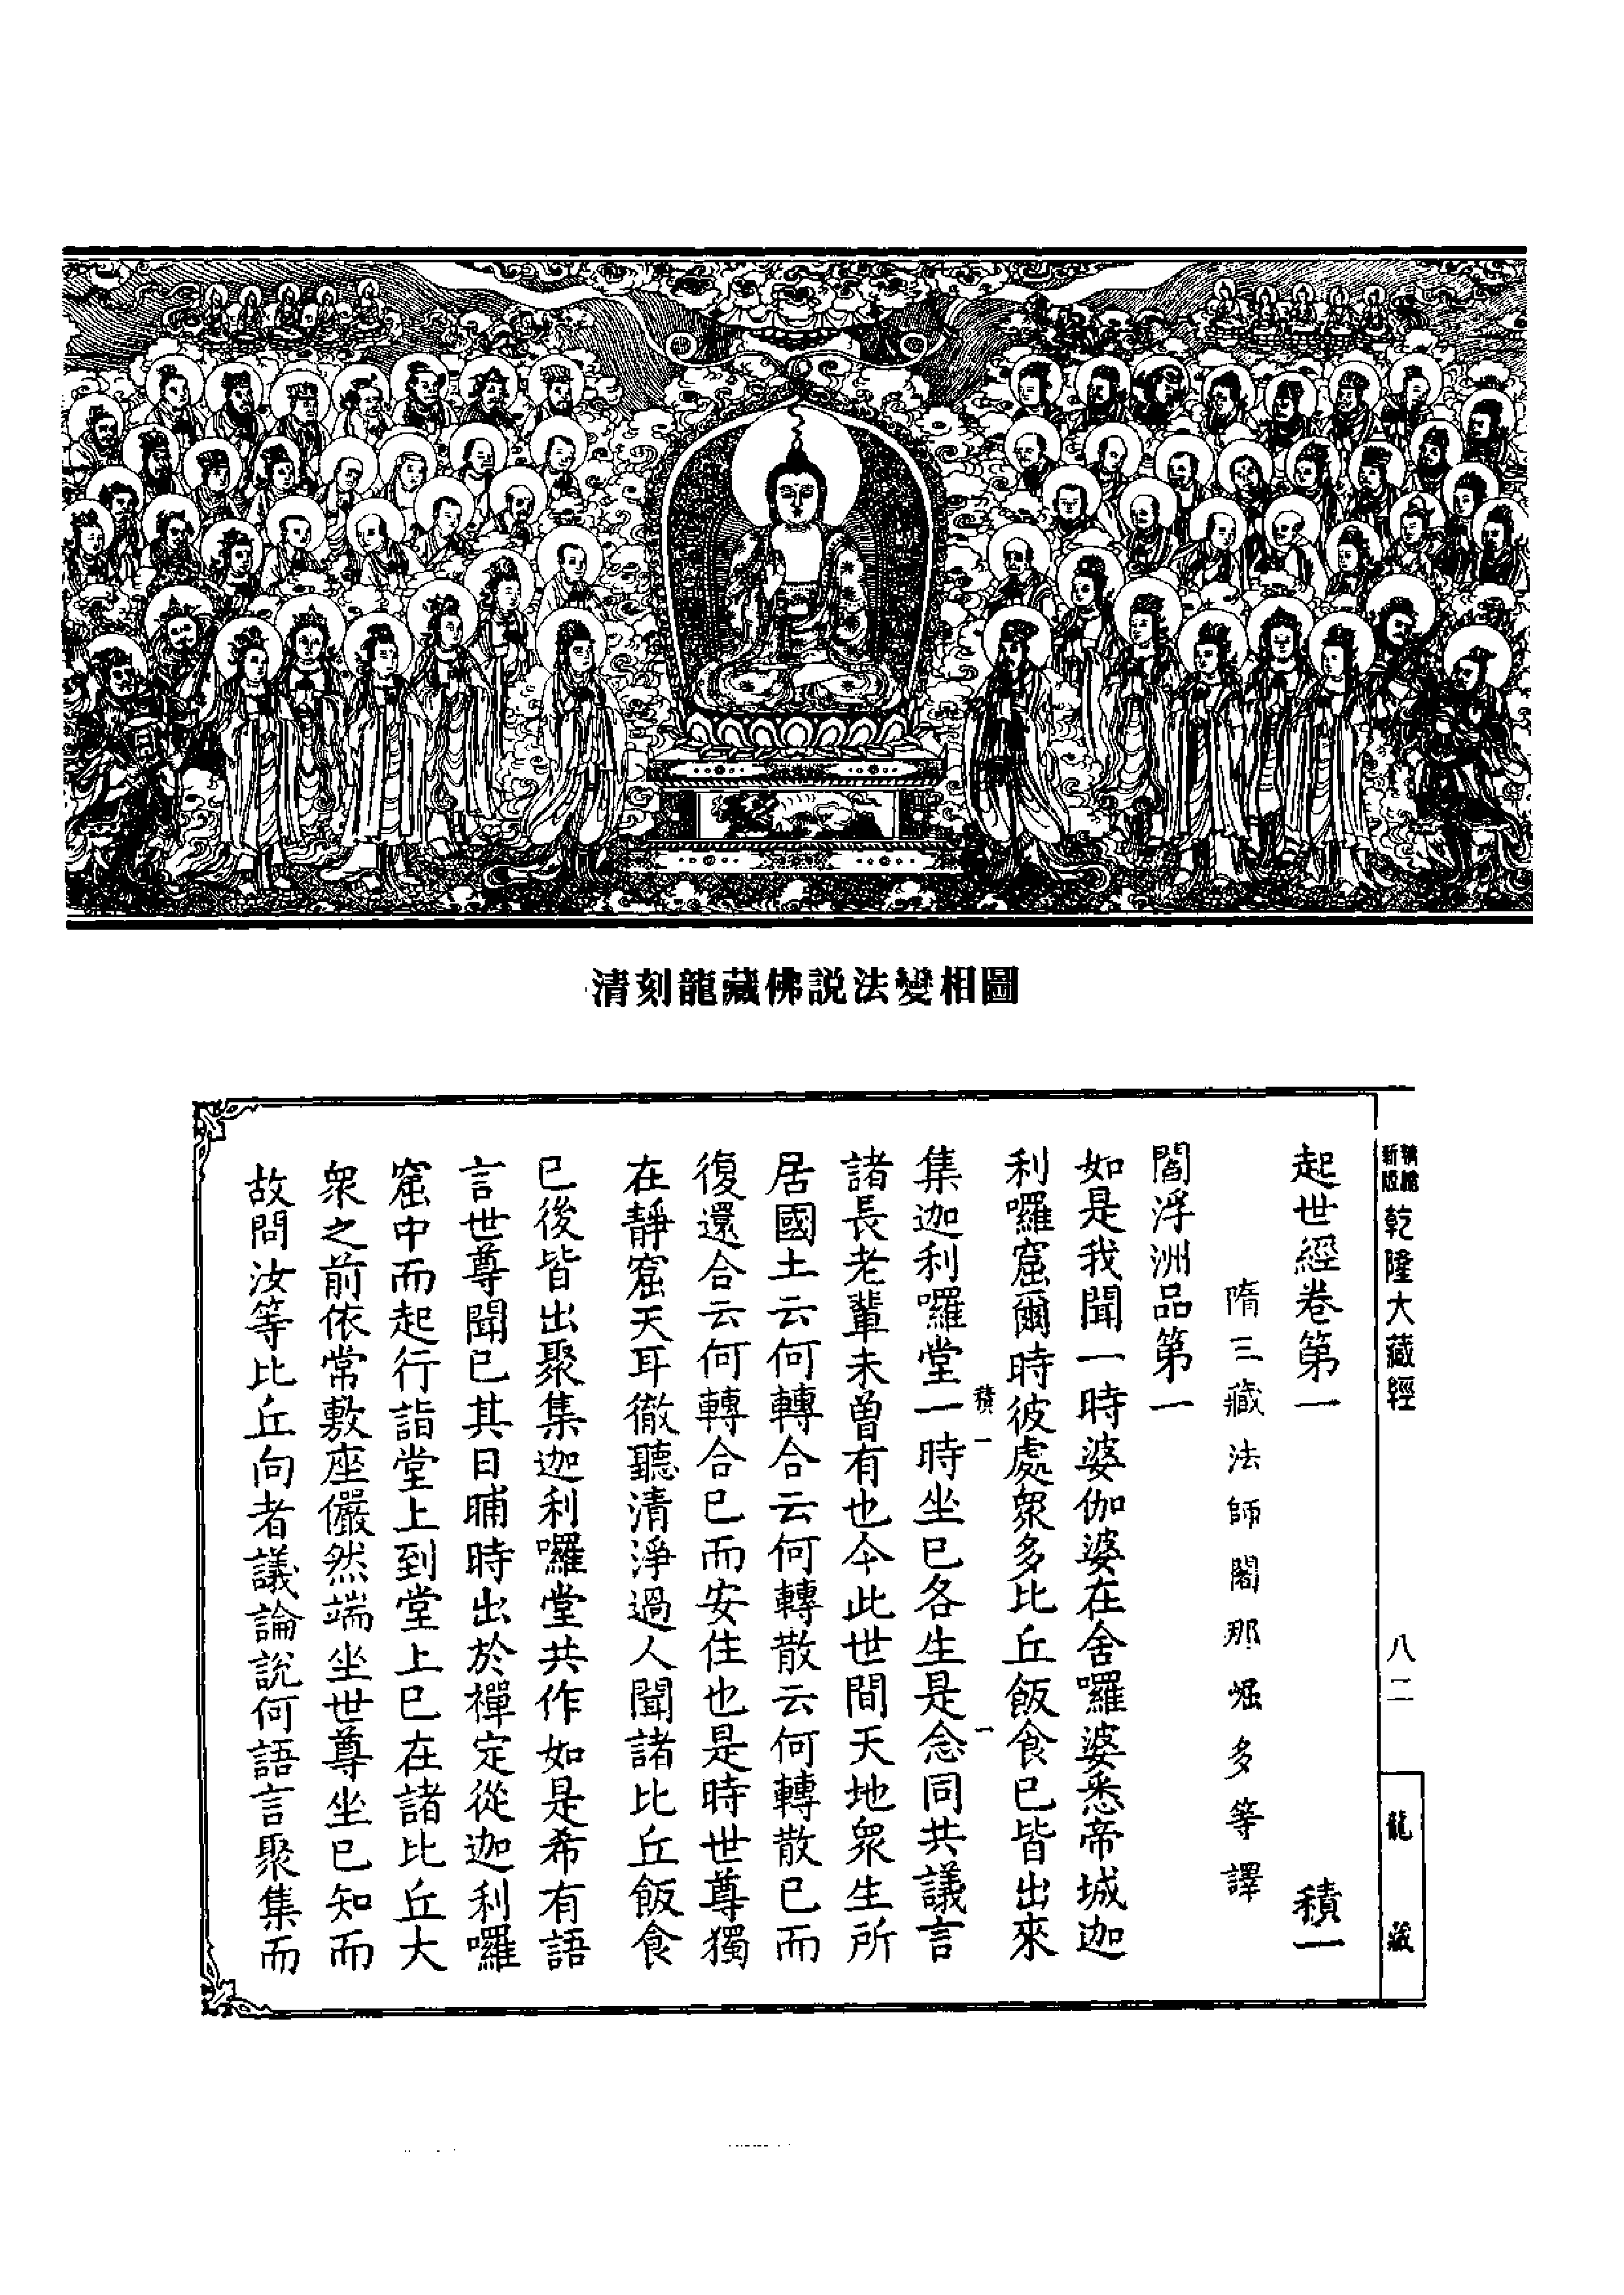 清刻龍藏佛説法變相圖
新版
乾隆大藏經
八二
龍藏
起世經卷第一 積一
隋三藏法師闍那崛多等譯
閻浮洲品第一
如是我聞一時婆伽婆在舍囉婆悉帝城迦
利囉窟爾時彼處衆多比丘飯食已皆出來
積一 一
集迦利囉堂一時坐已各生是念同共議言
諸長老輩未曾有也今此世間天地衆生所
居國土云何轉合云何轉散云何轉散已而
復還合云何轉合已而安住也是時世尊獨
在靜窟天耳徹聽清淨過人聞諸比丘飯食
已後皆出聚集迦利囉堂共作如是希有語
言世尊聞已其日晡時出於禪定從迦利囉
窟中而起行詣堂上到堂上已在諸比丘大
衆之前依常敷座儼然端坐世尊坐已知而
故問汝等比丘向者議論說何語言聚集而